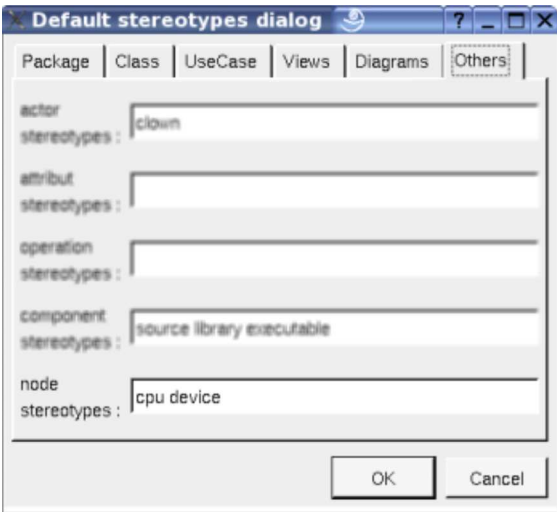 Default stereotypes dialog
Package Class UseCase Views Diagrams Others
actor
stereotypes : clown
attribut
stereotypes :
operation
stereotypes :
component
stereotypes : source library executable
node
stereotypes : cpu device
OK Cancel